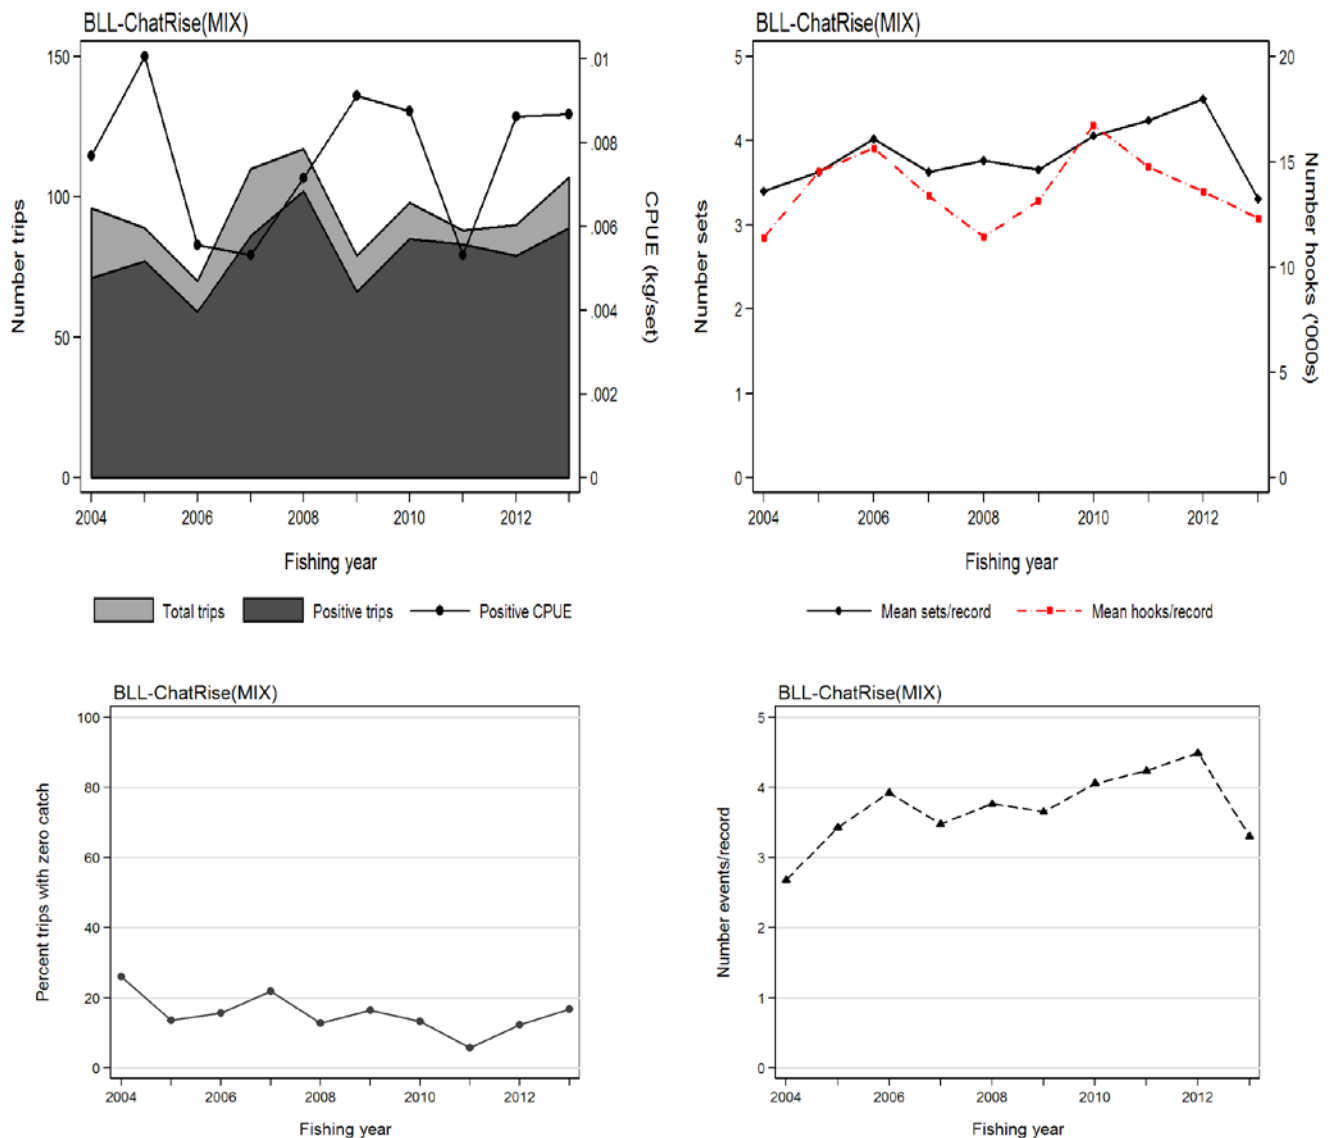 BLL-ChatRise(MIX)
150
100
50
0
Number trips
.01
.008
.006
.004
.002
0
CPUE (kg/set)
2004
2006
2008
2010
2012
Fishing year
Total trips
Positive trips
Positive CPUE
BLL-ChatRise(MIX)
5
4
3
2
1
0
Number sets
20
15
10
5
0
Number hooks ('000s)
2004
2006
2008
2010
2012
Fishing year
Mean sets/record
Mean hooks/record
BLL-ChatRise(MIX)
100
80
60
40
20
0
Percent trips with zero catch
2004
2006
2008
2010
2012
Fishing year
BLL-ChatRise(MIX)
5
4
3
2
1
0
Number events/record
2004
2006
2008
2010
2012
Fishing year